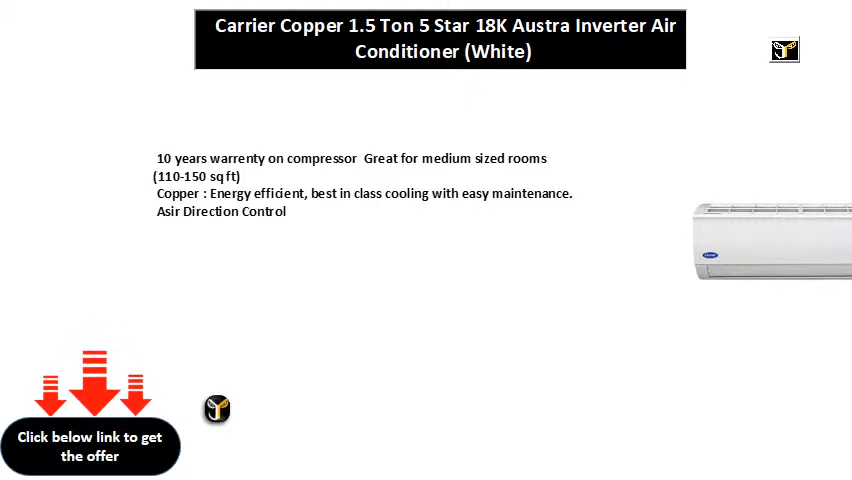 Carrier Copper 1.5 Ton 5 Star 18K Austra Inverter Air
Conditioner (White)
10 years warrenty on compressor  Great for medium sized rooms
(110-150 sq ft)
Copper : Energy efficient, best in class cooling with easy maintenance.
Asir Direction Control
Carrier
Click below link to get
the offer